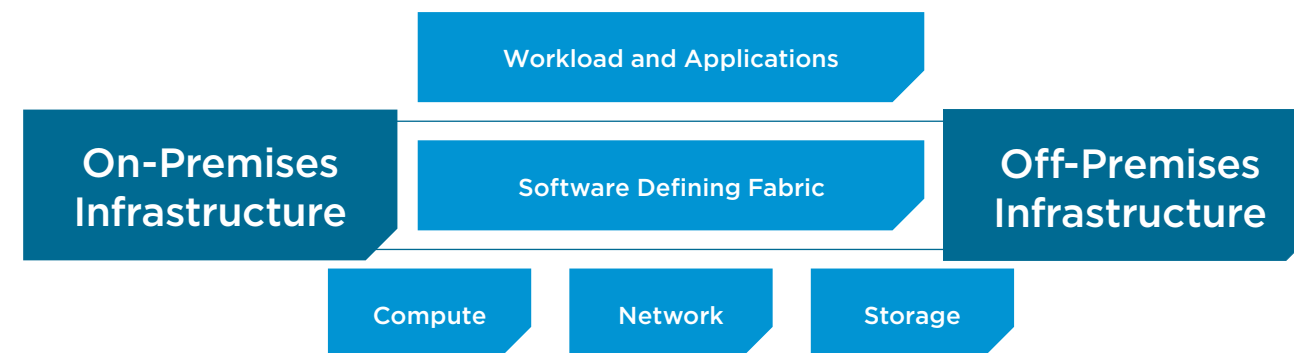 Workload and Applications
On-Premises
Infrastructure
Software Defining Fabric
Off-Premises
Infrastructure
Compute
Network
Storage